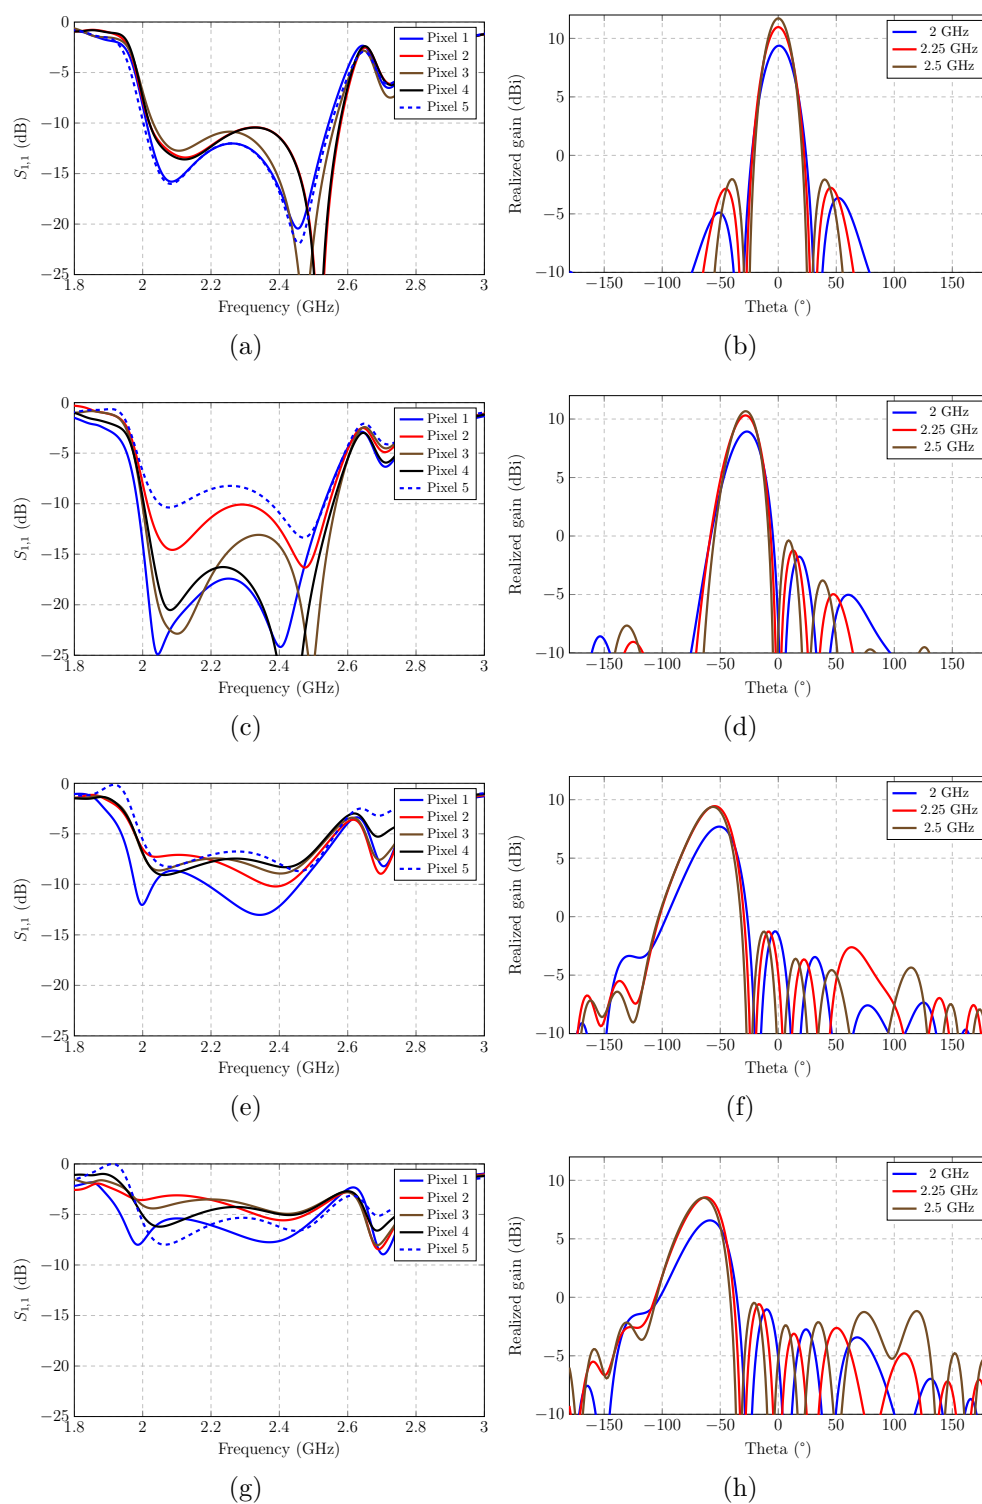 0
−5
−10
−15
−20
−25
1.8 2 2.2 2.4 2.6 2.8 3
Frequency (GHz)
S1,1 (dB)
Pixel 1
Pixel 2
Pixel 3
Pixel 4
Pixel 5
(a)
10
5
0
−5
−10
−150 −100 −50 0 50 100 150
Theta (°)
Realized gain (dBi)
2 GHz
2.25 GHz
2.5 GHz
(b)
0
−5
−10
−15
−20
−25
1.8 2 2.2 2.4 2.6 2.8 3
Frequency (GHz)
S1,1 (dB)
Pixel 1
Pixel 2
Pixel 3
Pixel 4
Pixel 5
(c)
10
5
0
−5
−10
−150 −100 −50 0 50 100 150
Theta (°)
Realized gain (dBi)
2 GHz
2.25 GHz
2.5 GHz
(d)
0
−5
−10
−15
−20
−25
1.8 2 2.2 2.4 2.6 2.8 3
Frequency (GHz)
S1,1 (dB)
Pixel 1
Pixel 2
Pixel 3
Pixel 4
Pixel 5
(e)
10
5
0
−5
−10
−150 −100 −50 0 50 100 150
Theta (°)
Realized gain (dBi)
2 GHz
2.25 GHz
2.5 GHz
(f)
0
−5
−10
−15
−20
−25
1.8 2 2.2 2.4 2.6 2.8 3
Frequency (GHz)
S1,1 (dB)
Pixel 1
Pixel 2
Pixel 3
Pixel 4
Pixel 5
(g)
10
5
0
−5
−10
−150 −100 −50 0 50 100 150
Theta (°)
Realized gain (dBi)
2 GHz
2.25 GHz
2.5 GHz
(h)